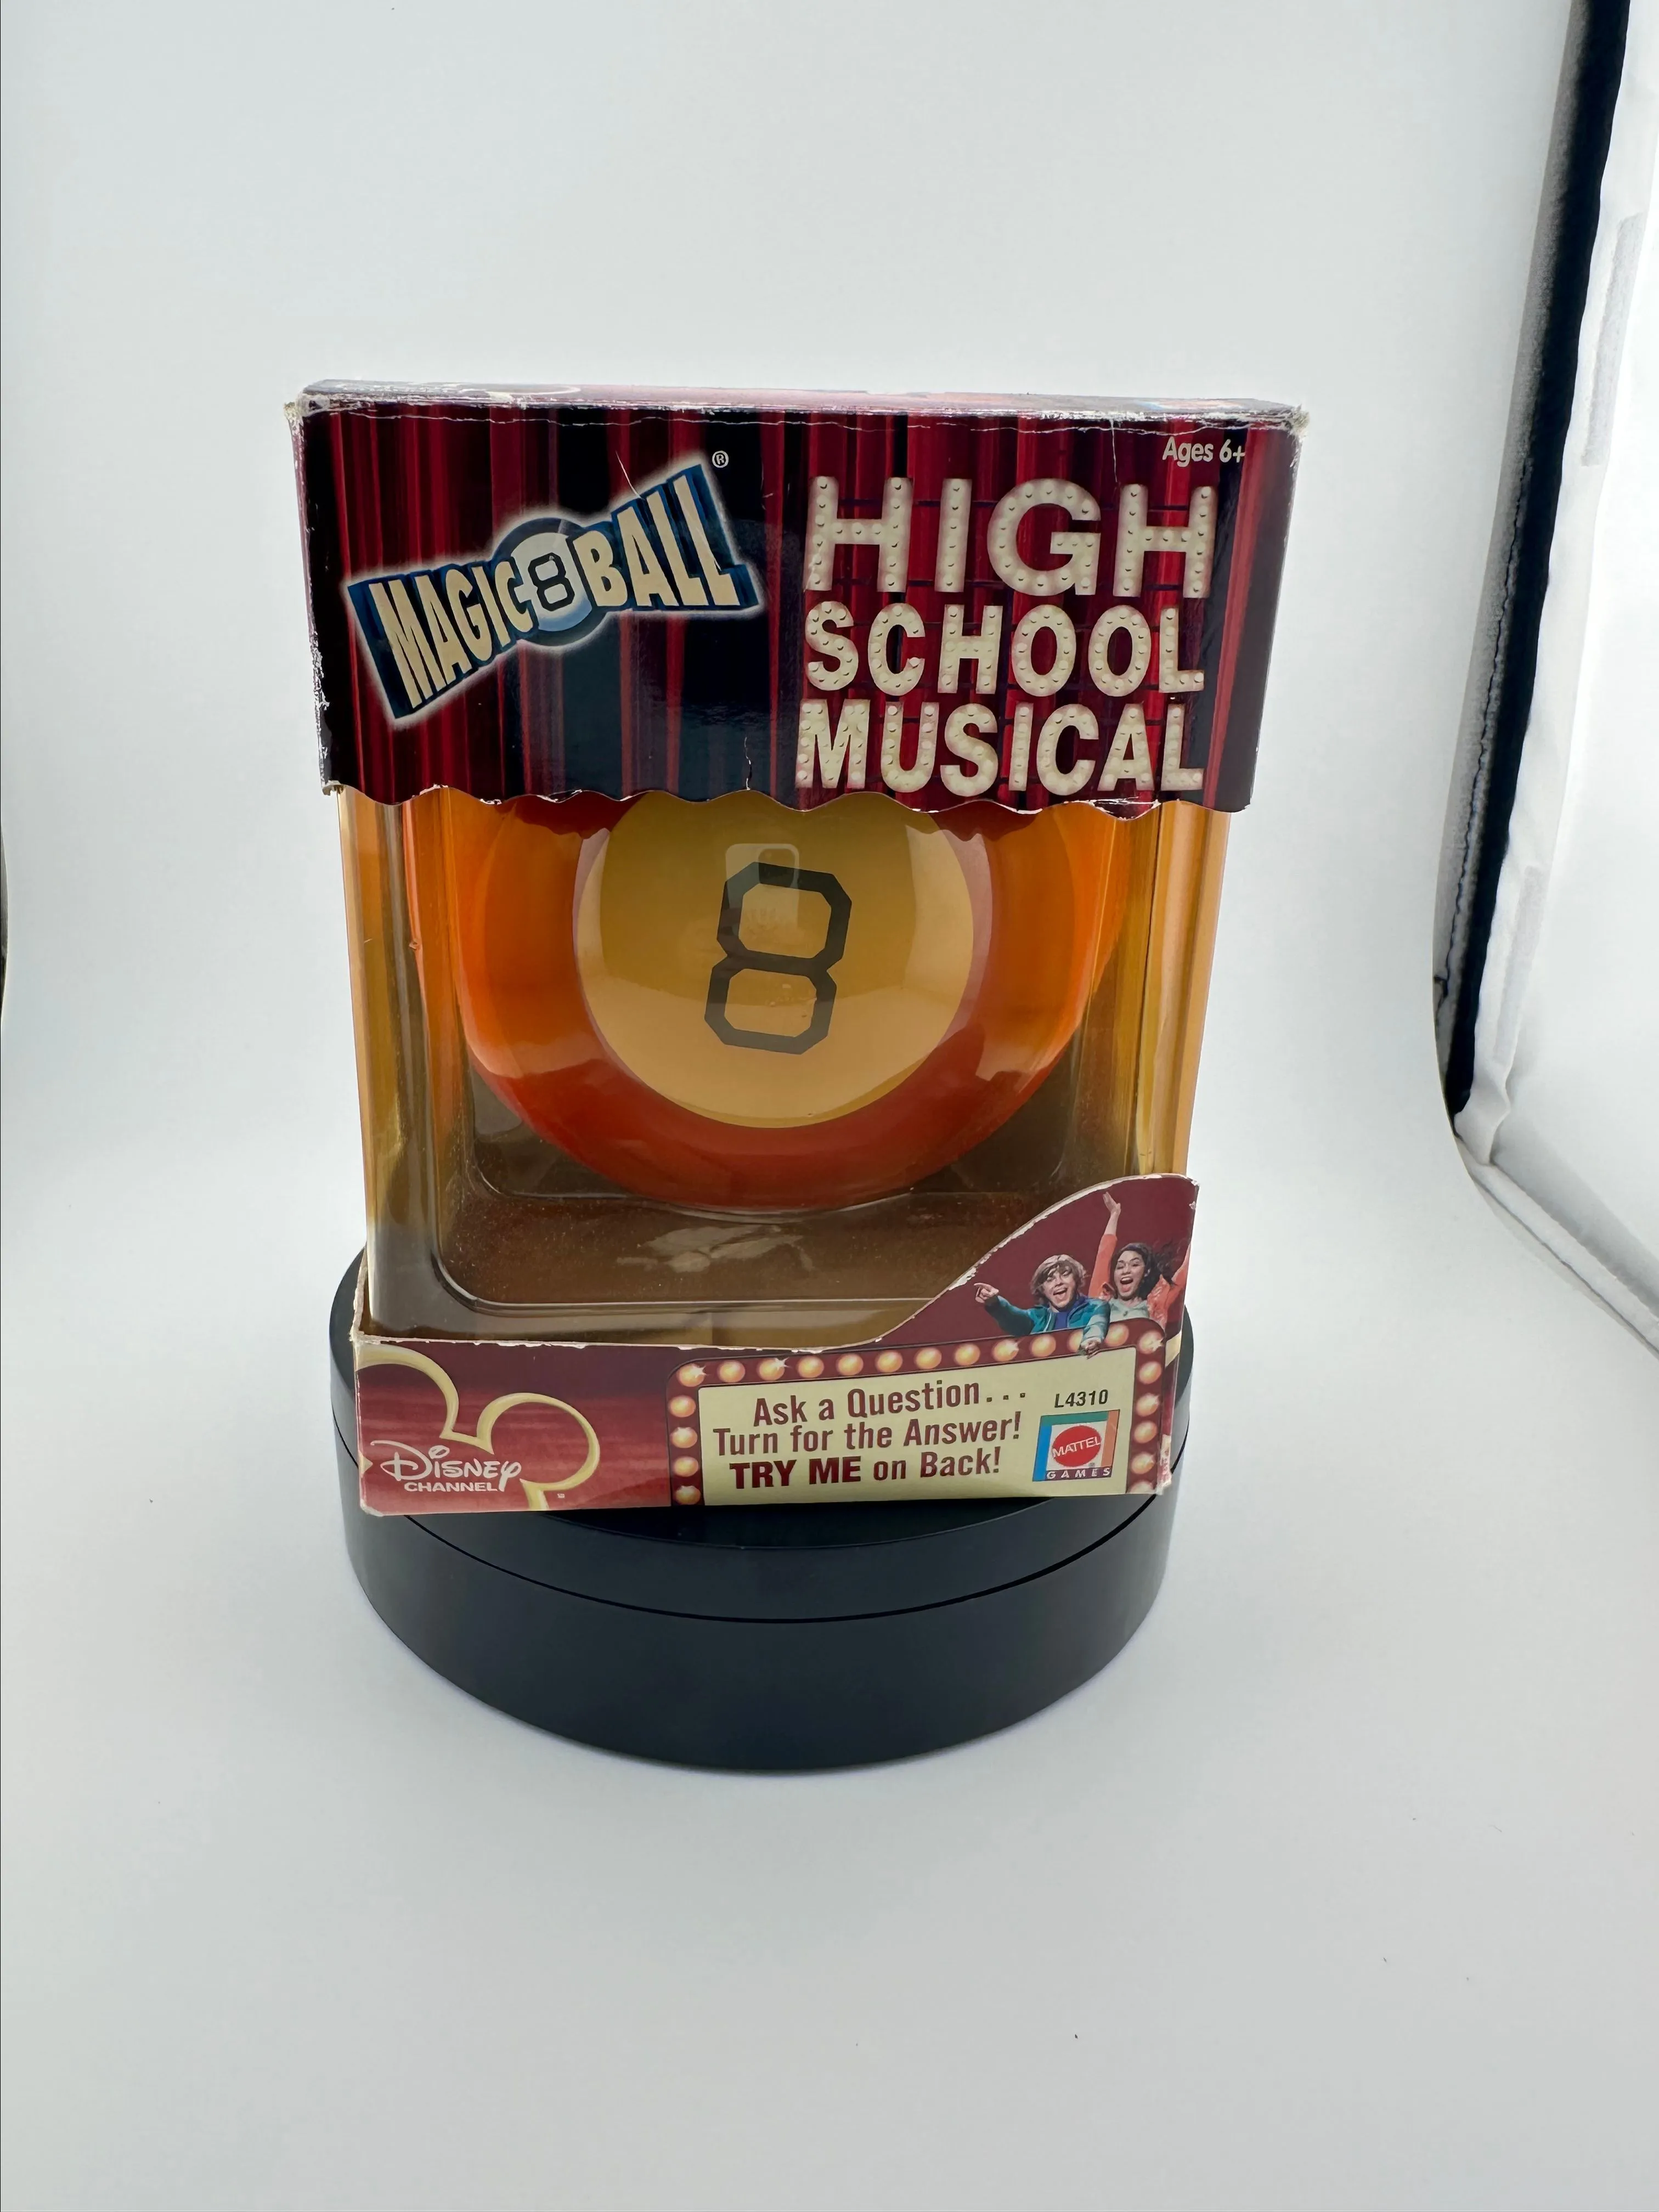 Ages 6+
MAGIC 8 BALL®
HIGH
SCHOOL
MUSICAL
8
Ask a Question...
Turn for the Answer!
TRY ME on Back!
L4310
MATTEL
GAMES
DISNEY
CHANNEL